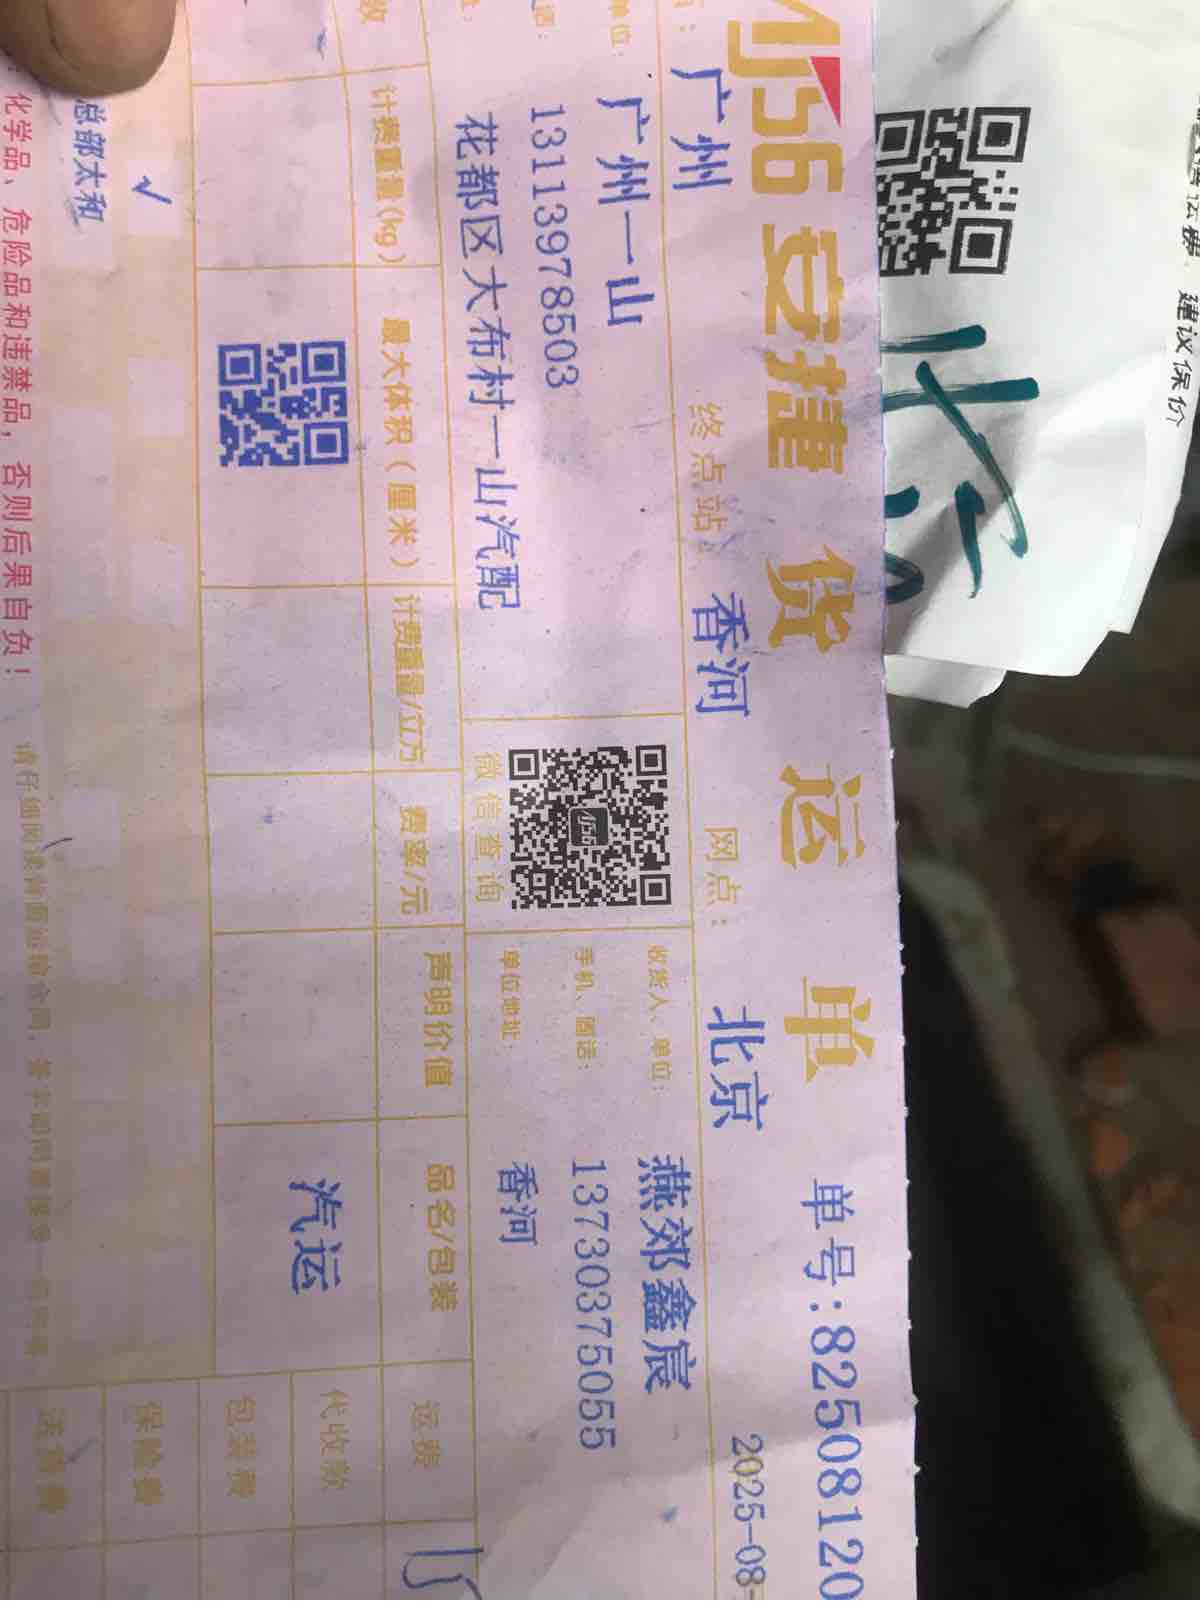 AJ56安捷 货 运 单
单号:82508120
广州
终点站:
香河
网点:
北京
2025-08-
单位:
广州一山
13113978503
花都区大布村一山汽配
微信查询
收货人、单位:
燕郊鑫宸
手机、固话:
13730375055
单位地址:
香河
计费重量(kg)
最大体积(厘米)
计费重量/立方
费率/元
声明价值
品名/包装
运费
汽运
代收款
包装费
保险费
送货费
总部太和
√
化学品、危险品和违禁品,否则后果自负!
建议保价